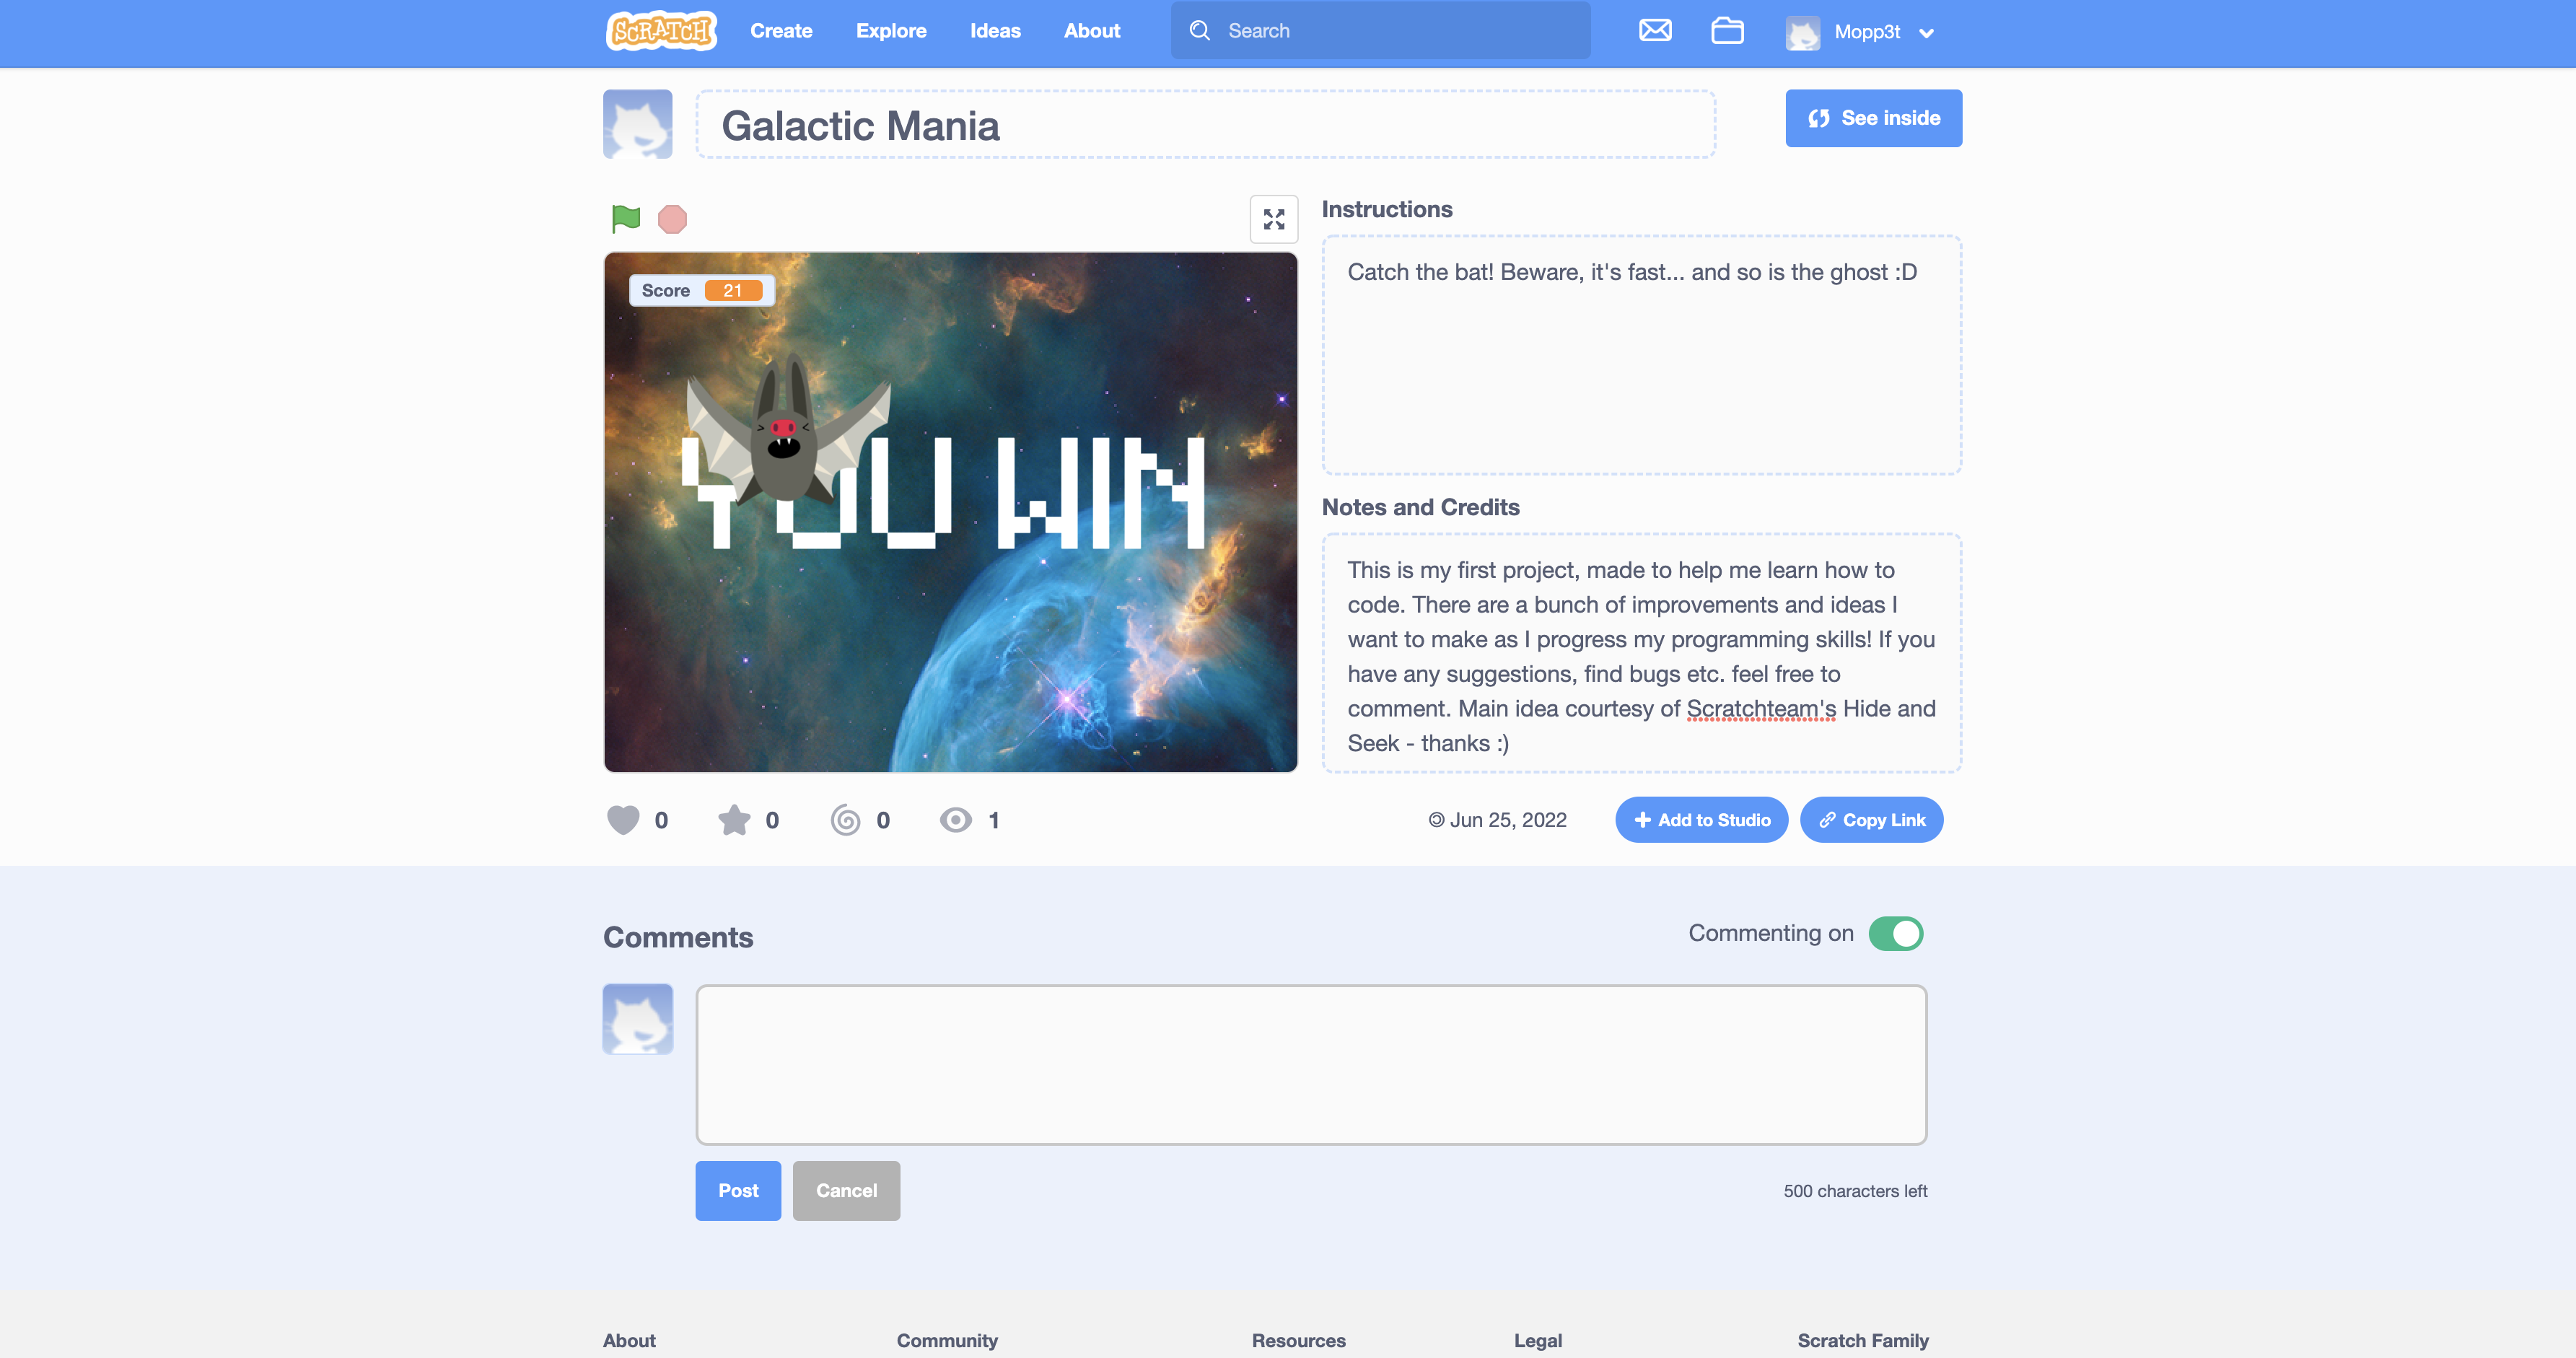 SCRATCH Create Explore Ideas About Search Mopp3t
Galactic Mania
See inside
Instructions
Score 21
Catch the bat! Beware, it's fast... and so is the ghost :D
YOU WIN
Notes and Credits
This is my first project, made to help me learn how to
code. There are a bunch of improvements and ideas I
want to make as I progress my programming skills! If you
have any suggestions, find bugs etc. feel free to
comment. Main idea courtesy of Scratchteam's Hide and
Seek - thanks :)
0 0 0 1
Jun 25, 2022
Add to Studio
Copy Link
Comments
Commenting on
Post
Cancel
500 characters left
About Community Resources Legal Scratch Family